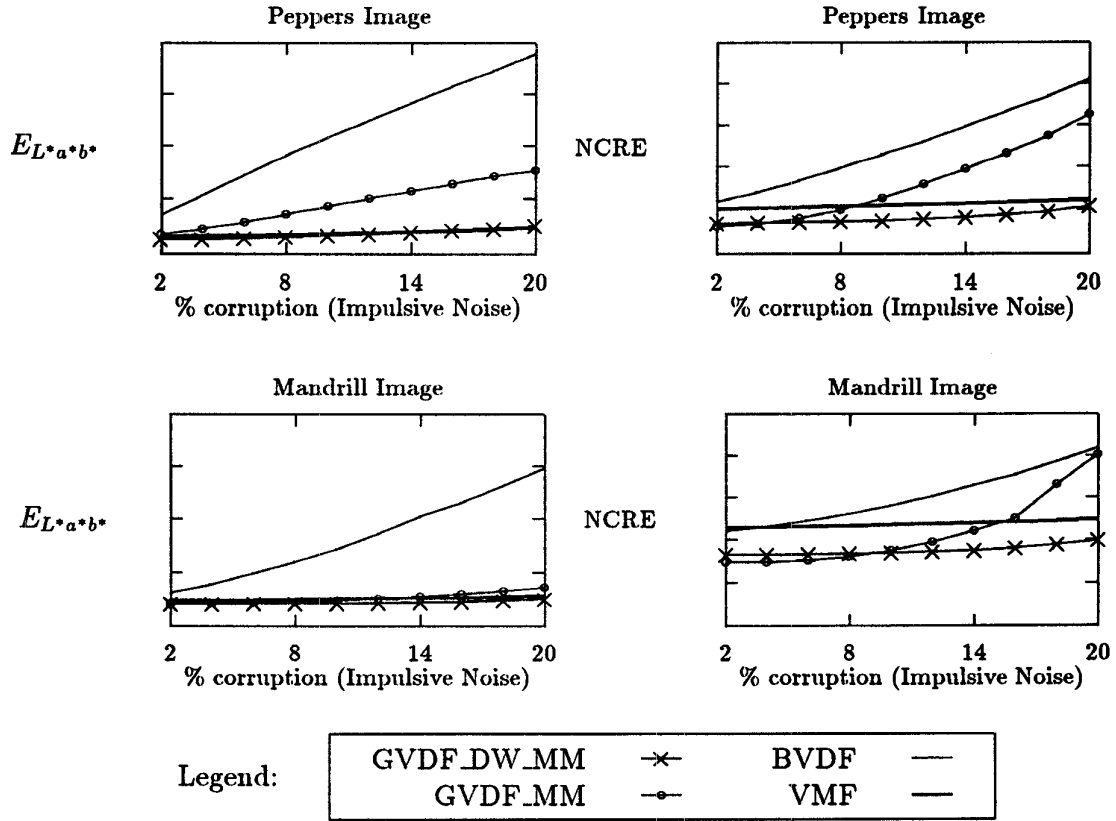 Peppers Image
Peppers Image
E_{L*a*b*}
NCRE
2 8 14 20
2 8 14 20
% corruption (Impulsive Noise)
% corruption (Impulsive Noise)
Mandrill Image
Mandrill Image
E_{L*a*b*}
NCRE
2 8 14 20
2 8 14 20
% corruption (Impulsive Noise)
% corruption (Impulsive Noise)
Legend:
GVDF_DW_MM
BVDF
GVDF_MM
VMF